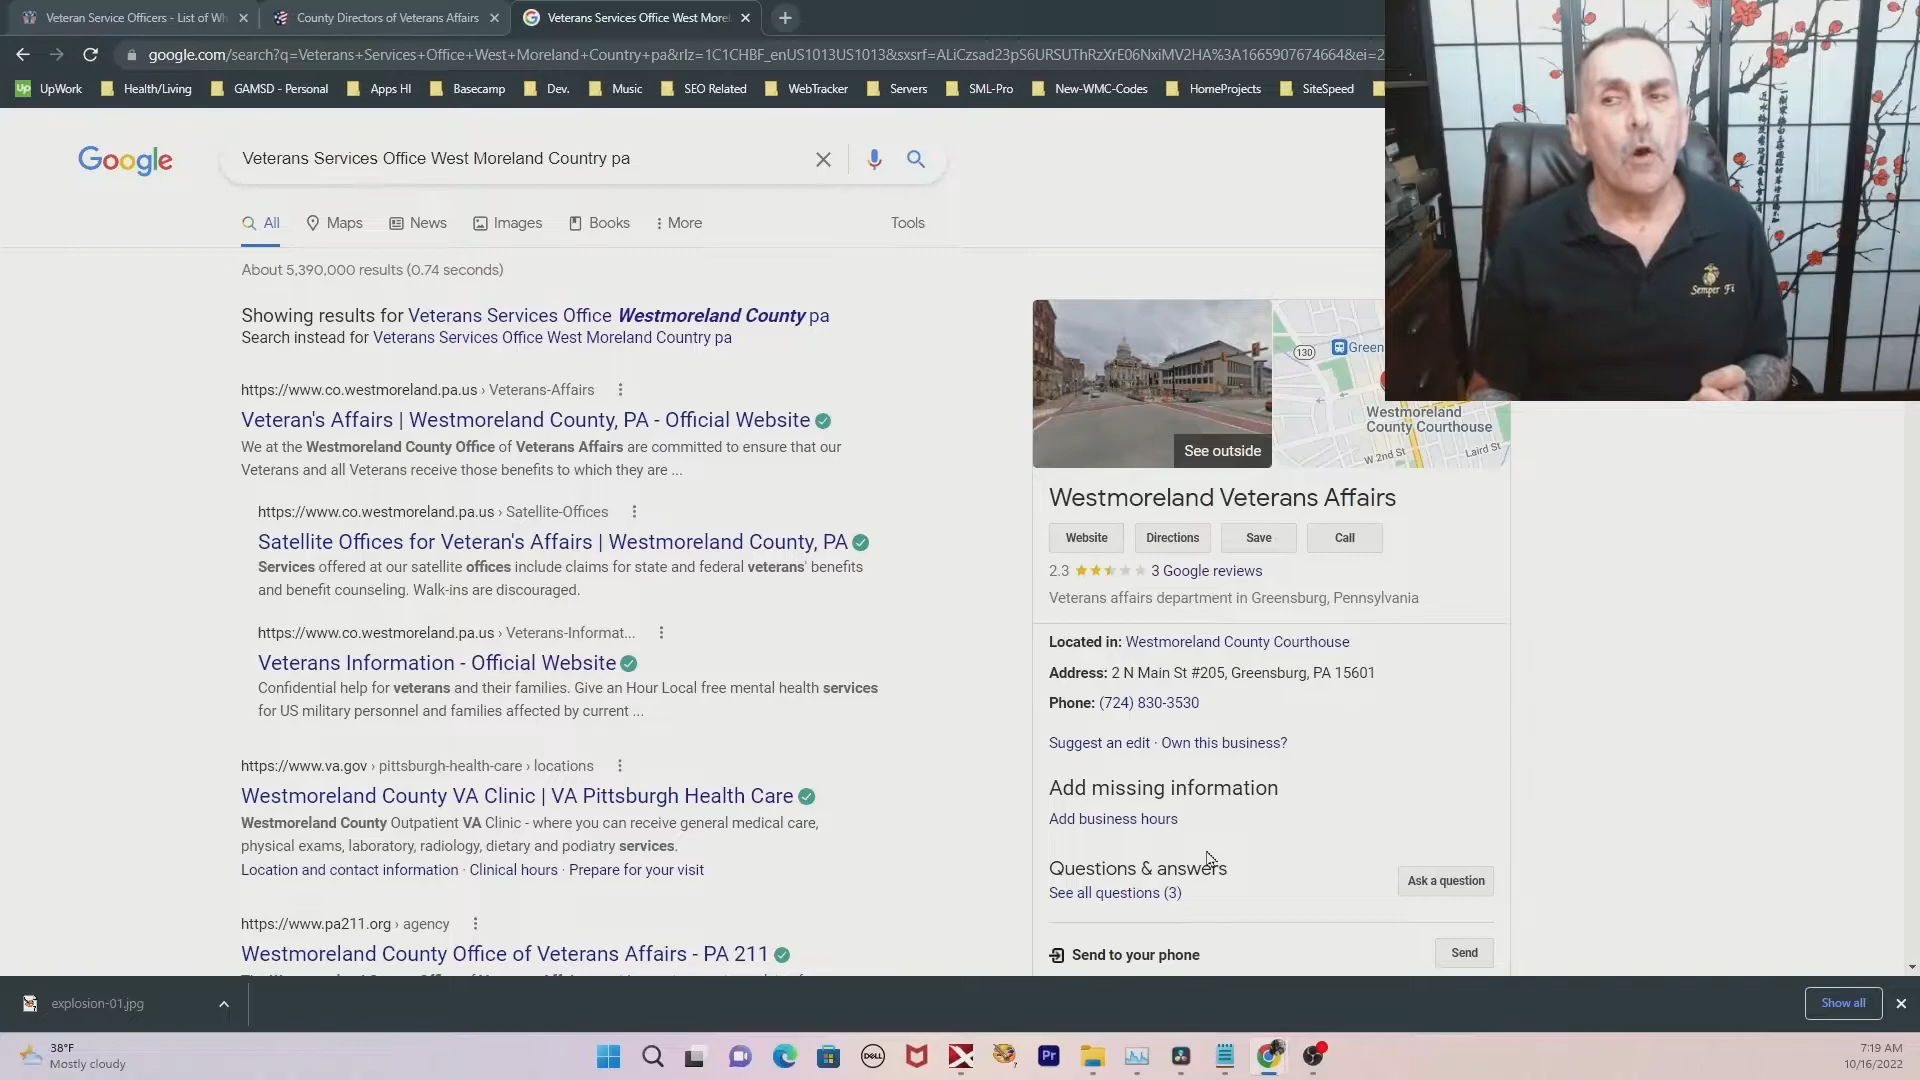 Veteran Service Officers - List of Wh
County Directors of Veterans Affairs
Veterans Services Office West Morel
google.com/search?q=Veterans+Services+Office+West+Moreland+Country+pa&rlz=1C1CHBF_enUS1013US1013&sxsrf=ALiCzsad23pS6URSUThRzXrE06NxiMV2HA%3A1665907674664&ei=2
Up UpWork Health/Living GAMSD - Personal Apps HI Basecamp Dev. Music SEO Related WebTracker Servers SML-Pro New-WMC-Codes HomeProjects SiteSpeed
Google
Veterans Services Office West Moreland Country pa
All Maps News Images Books More Tools
About 5,390,000 results (0.74 seconds)
Showing results for Veterans Services Office Westmoreland County pa
Search instead for Veterans Services Office West Moreland Country pa
https://www.co.westmoreland.pa.us › Veterans-Affairs
Veteran's Affairs | Westmoreland County, PA - Official Website
We at the Westmoreland County Office of Veterans Affairs are committed to ensure that our
Veterans and all Veterans receive those benefits to which they are ...
https://www.co.westmoreland.pa.us › Satellite-Offices
Satellite Offices for Veteran's Affairs | Westmoreland County, PA
Services offered at our satellite offices include claims for state and federal veterans' benefits
and benefit counseling. Walk-ins are discouraged.
https://www.co.westmoreland.pa.us › Veterans-Informat...
Veterans Information - Official Website
Confidential help for veterans and their families. Give an Hour Local free mental health services
for US military personnel and families affected by current ...
https://www.va.gov › pittsburgh-health-care › locations
Westmoreland County VA Clinic | VA Pittsburgh Health Care
Westmoreland County Outpatient VA Clinic - where you can receive general medical care,
physical exams, laboratory, radiology, dietary and podiatry services.
Location and contact information · Clinical hours · Prepare for your visit
https://www.pa211.org › agency
Westmoreland County Office of Veterans Affairs - PA 211
See outside
130
Green
Westmoreland
County Courthouse
W 2nd St
Laird St
Westmoreland Veterans Affairs
Website Directions Save Call
2.3 3 Google reviews
Veterans affairs department in Greensburg, Pennsylvania
Located in: Westmoreland County Courthouse
Address: 2 N Main St #205, Greensburg, PA 15601
Phone: (724) 830-3530
Suggest an edit · Own this business?
Add missing information
Add business hours
Questions & answers
See all questions (3)
Ask a question
Send to your phone
Send
Semper Fi
explosion-01.jpg
Show all
38°F
Mostly cloudy
DELL
Pr
7:19 AM
10/16/2022